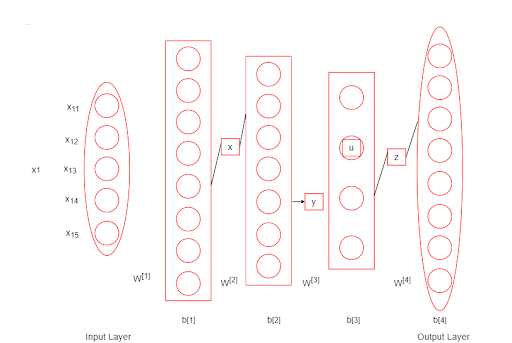 x11
x12
x1
x13
x14
x15
x
y
u
z
W[1]
W[2]
W[3]
W[4]
b[1]
b[2]
b[3]
b[4]
Input Layer
Output Layer